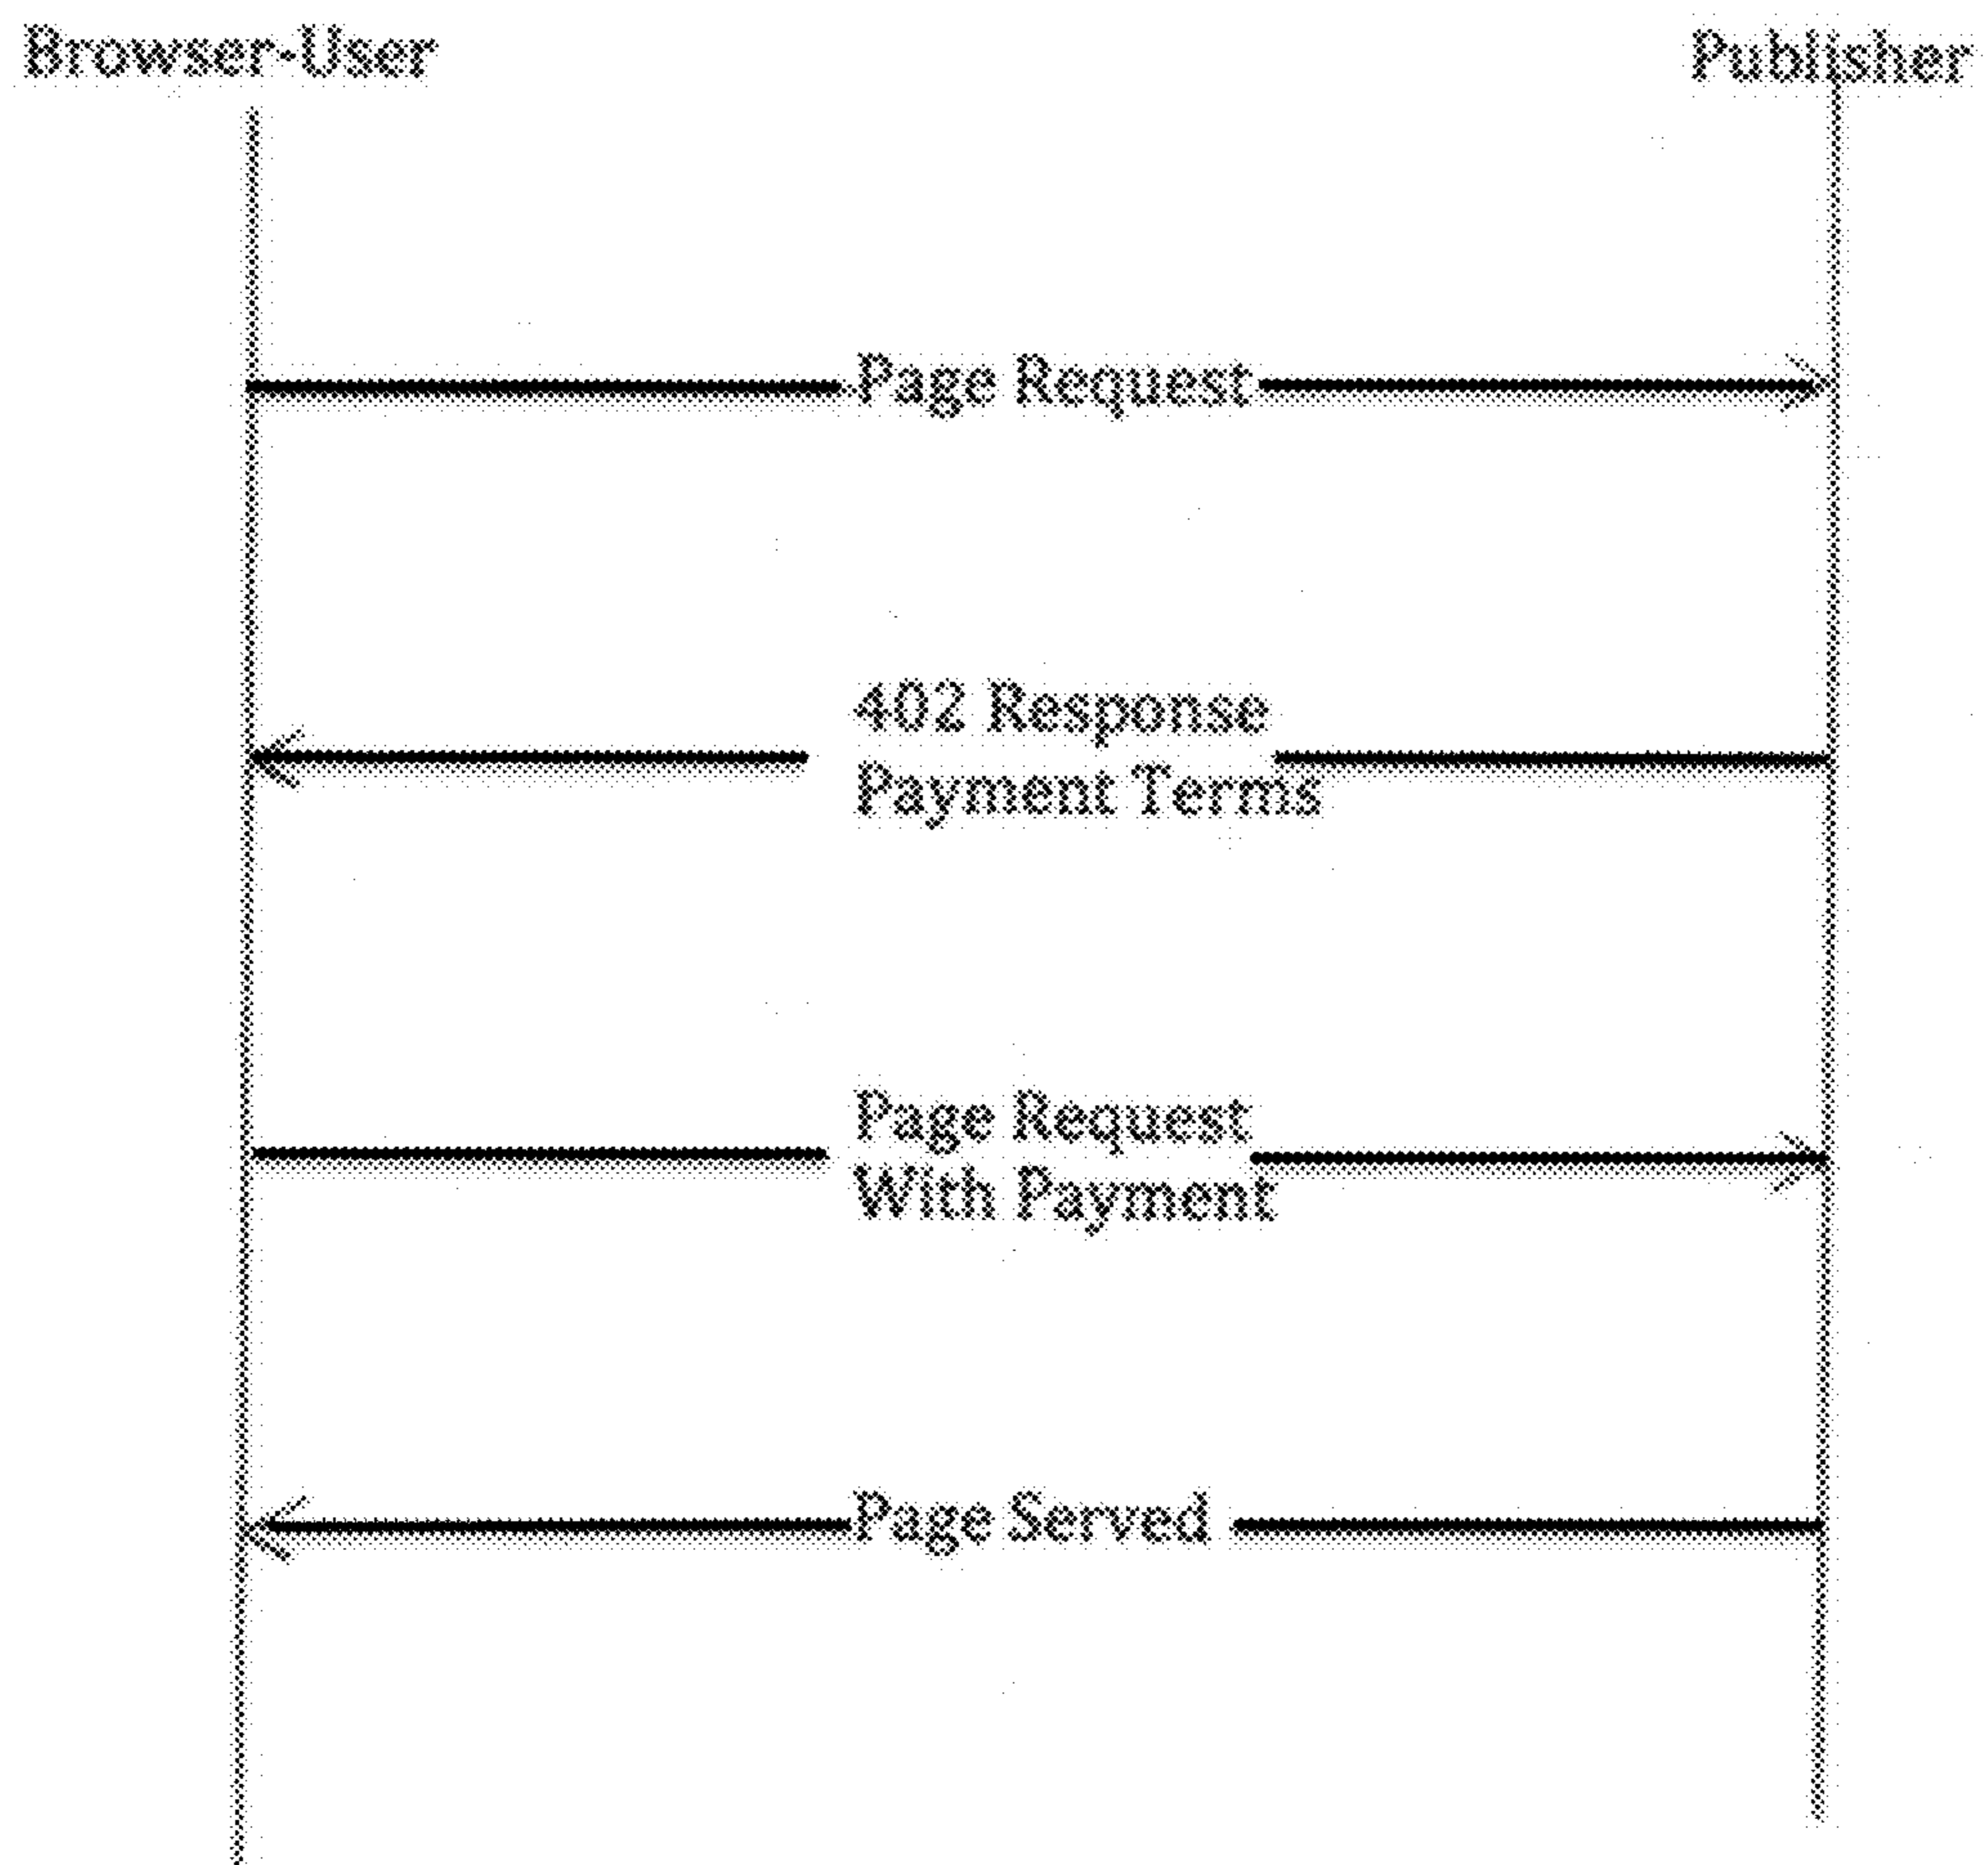 Browser-User
Publisher
Page Request
402 Response
Payment Terms
Page Request
With Payment
Page Served